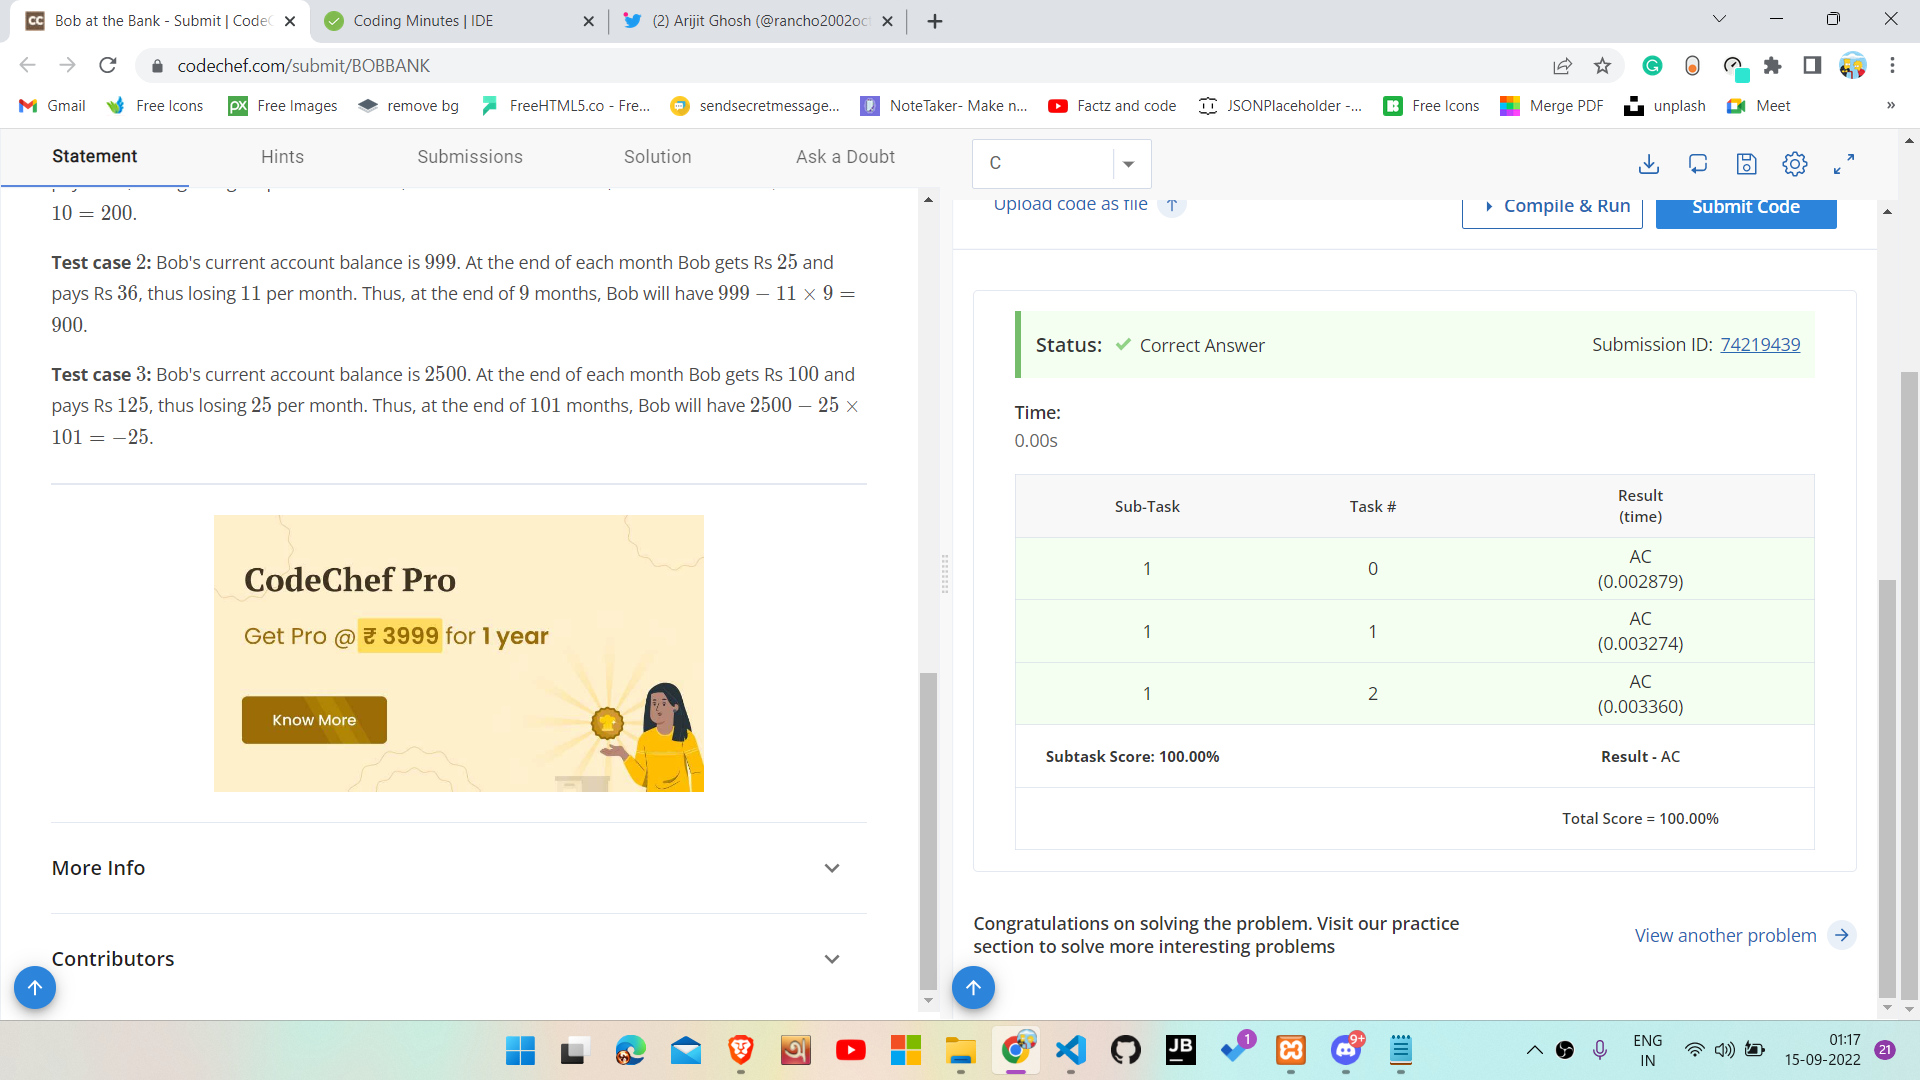 Bob at the Bank - Submit | CodeC
Coding Minutes | IDE
(2) Arijit Ghosh (@rancho2002oct
codechef.com/submit/BOBBANK
Gmail
Free Icons
Free Images
remove bg
FreeHTML5.co - Fre...
sendsecretmessage...
NoteTaker- Make n...
Factz and code
JSONPlaceholder -...
Free Icons
Merge PDF
unplash
Meet
»
Statement
Hints
Submissions
Solution
Ask a Doubt
10 = 200.
Test case 2: Bob's current account balance is 999. At the end of each month Bob gets Rs 25 and
pays Rs 36, thus losing 11 per month. Thus, at the end of 9 months, Bob will have 999 − 11 × 9 =
900.
Test case 3: Bob's current account balance is 2500. At the end of each month Bob gets Rs 100 and
pays Rs 125, thus losing 25 per month. Thus, at the end of 101 months, Bob will have 2500 − 25 ×
101 = −25.
CodeChef Pro
Get Pro @ ₹ 3999 for 1 year
Know More
More Info
Contributors
C
Upload code as file
Compile & Run
Submit Code
Status: Correct Answer
Submission ID: 74219439
Time:
0.00s
Sub-Task Task # Result
(time)
1 0 AC
(0.002879)
1 1 AC
(0.003274)
1 2 AC
(0.003360)
Subtask Score: 100.00% Result - AC
Total Score = 100.00%
Congratulations on solving the problem. Visit our practice
section to solve more interesting problems
View another problem
JB
1
9+
ENG
IN
01:17
15-09-2022
21